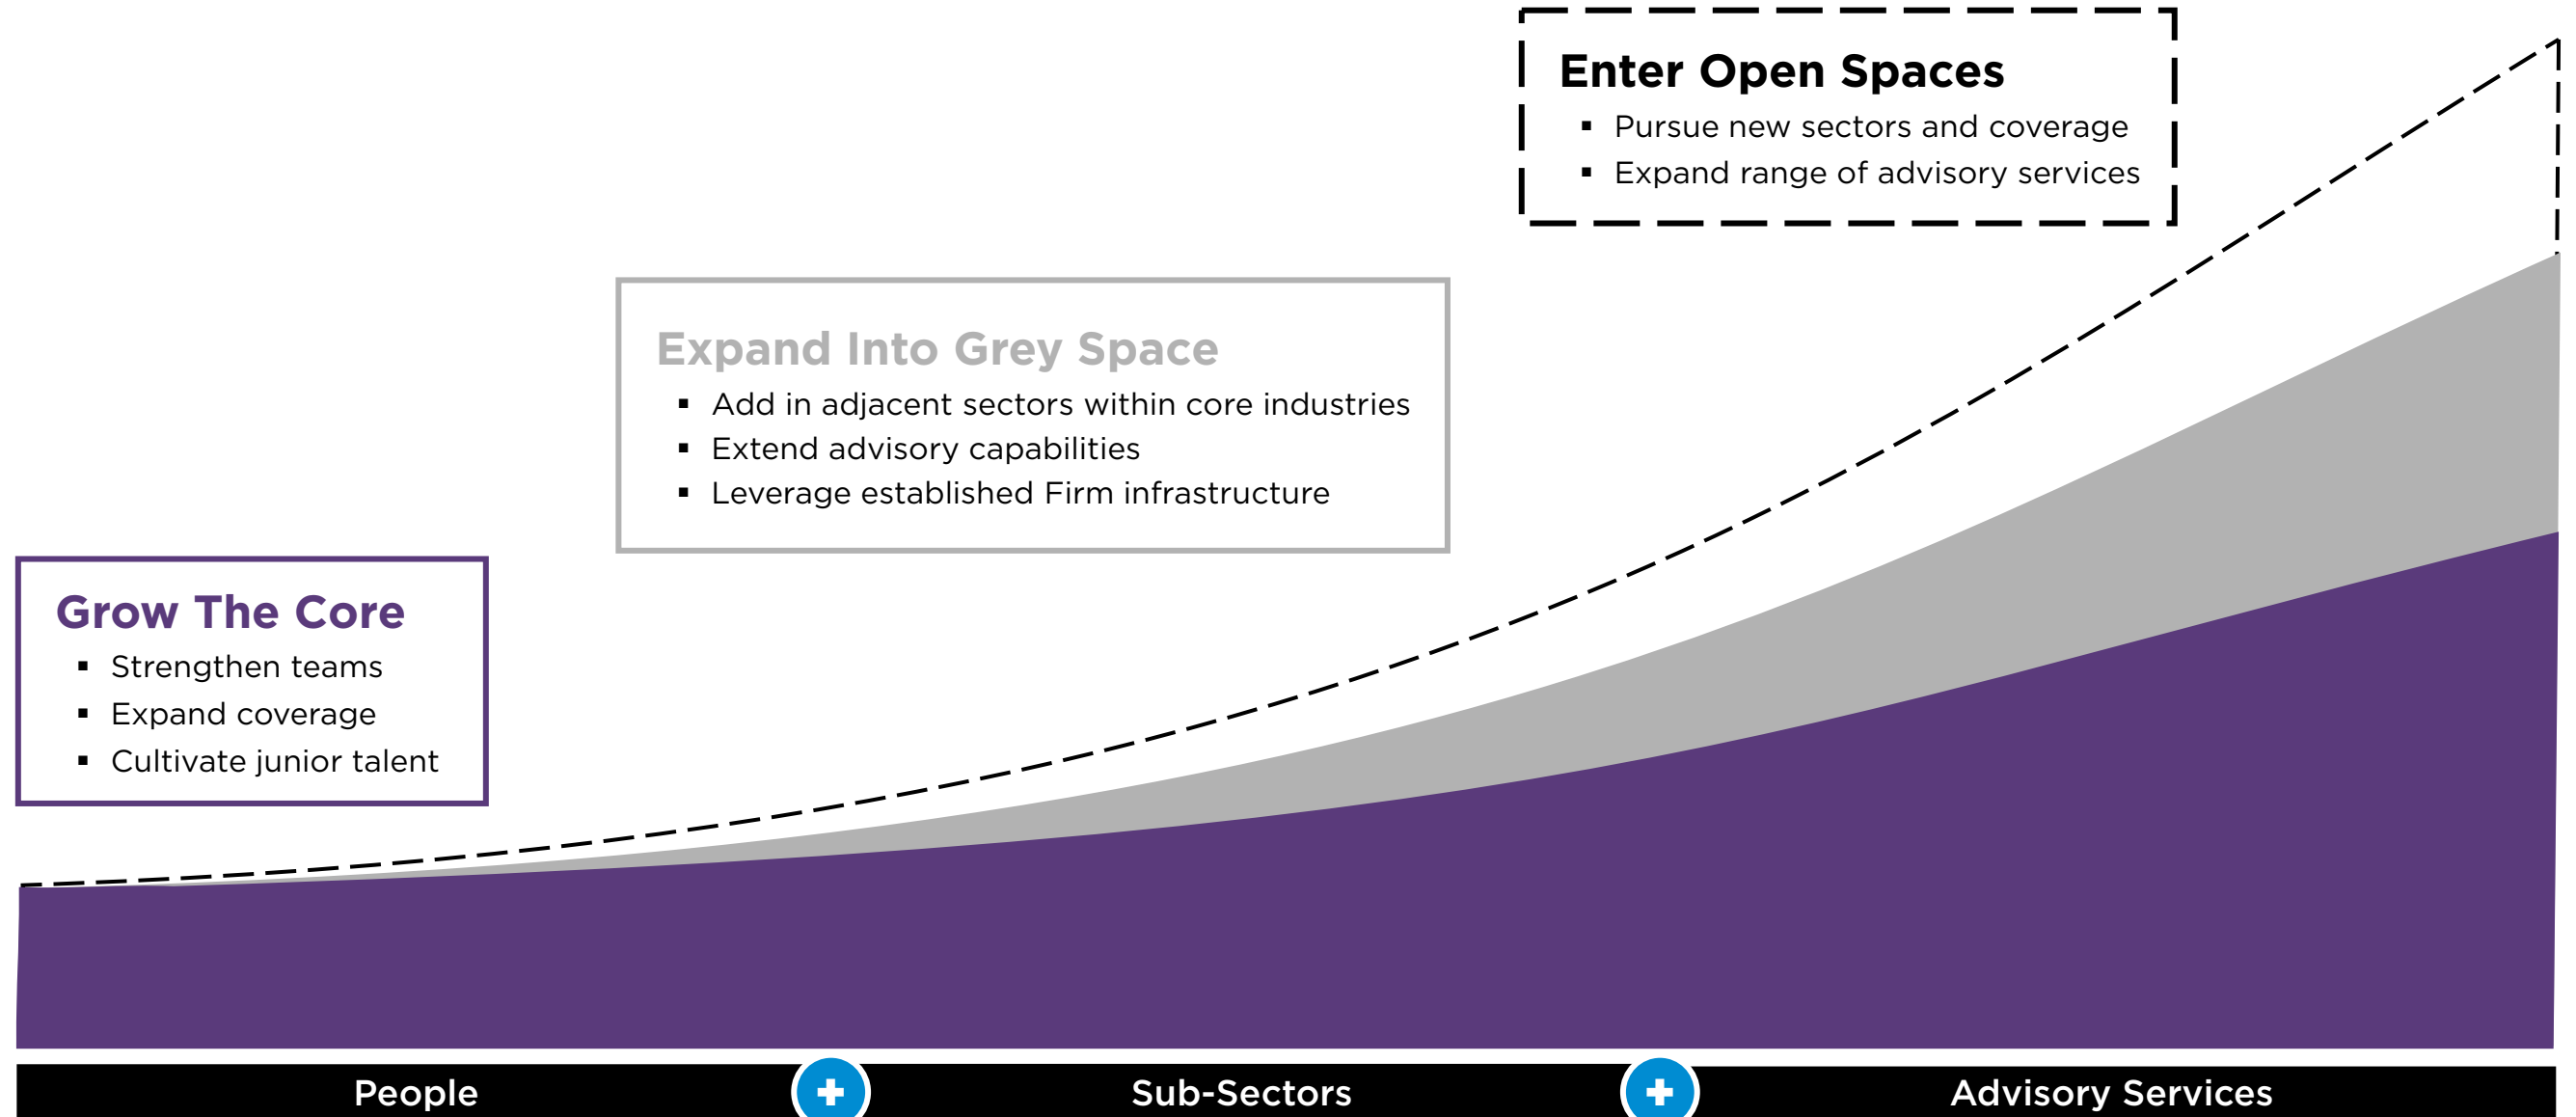 Enter Open Spaces
▪ Pursue new sectors and coverage
▪ Expand range of advisory services
Expand Into Grey Space
▪ Add in adjacent sectors within core industries
▪ Extend advisory capabilities
▪ Leverage established Firm infrastructure
Grow The Core
▪ Strengthen teams
▪ Expand coverage
▪ Cultivate junior talent
People + Sub-Sectors + Advisory Services